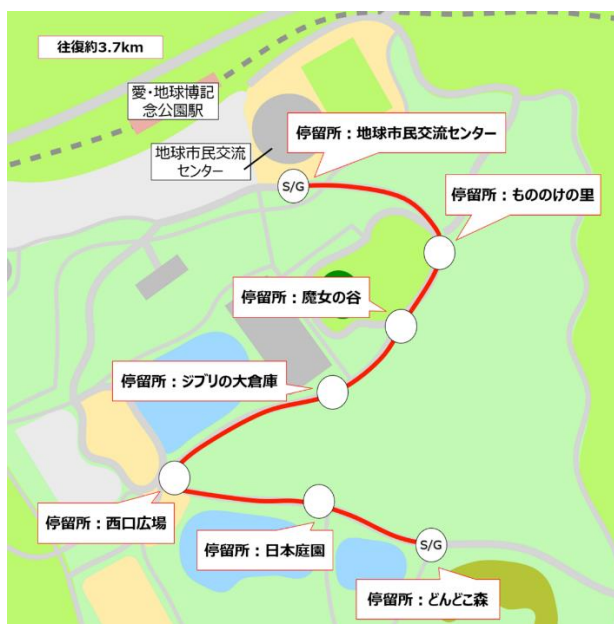 往復約3.7km
愛・地球博記
念公園駅
地球市民交流
センター
停留所：地球市民交流センター
S/G
停留所：もののけの里
停留所：魔女の谷
停留所：ジブリの大倉庫
停留所：西口広場
停留所：日本庭園
S/G
停留所：どんどこ森